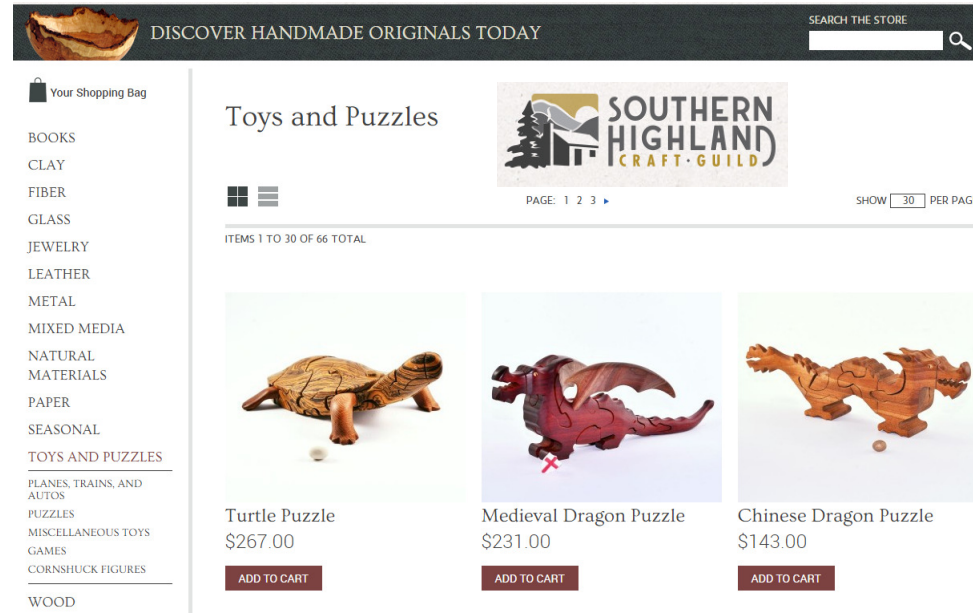 DISCOVER HANDMADE ORIGINALS TODAY
SEARCH THE STORE
Your Shopping Bag
BOOKS
CLAY
FIBER
GLASS
JEWELRY
LEATHER
METAL
MIXED MEDIA
NATURAL
MATERIALS
PAPER
SEASONAL
TOYS AND PUZZLES
PLANES, TRAINS, AND
AUTOS
PUZZLES
MISCELLANEOUS TOYS
GAMES
CORNSHUCK FIGURES
WOOD
Toys and Puzzles
SOUTHERN
HIGHLAND
CRAFT·GUILD
PAGE: 1 2 3
SHOW 30 PER PAG
ITEMS 1 TO 30 OF 66 TOTAL
Turtle Puzzle
$267.00
ADD TO CART
Medieval Dragon Puzzle
$231.00
ADD TO CART
Chinese Dragon Puzzle
$143.00
ADD TO CART